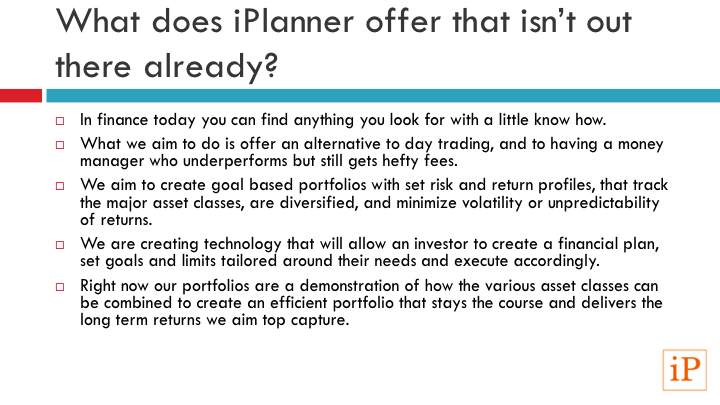 What does iPlanner offer that isn't out
there already?
In finance today you can find anything you look for with a little know how.
What we aim to do is offer an alternative to day trading, and to having a money
manager who underperforms but still gets hefty fees.
We aim to create goal based portfolios with set risk and return profiles, that track
the major asset classes, are diversified, and minimize volatility or unpredictability
of returns.
We are creating technology that will allow an investor to create a financial plan,
set goals and limits tailored around their needs and execute accordingly.
Right now our portfolios are a demonstration of how the various asset classes can
be combined to create an efficient portfolio that stays the course and delivers the
long term returns we aim top capture.
iP